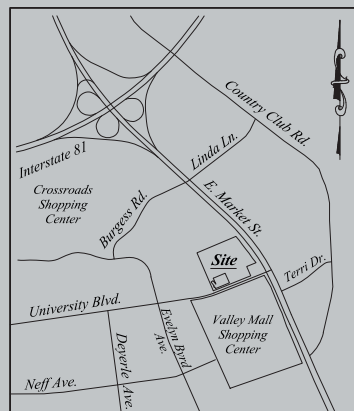 Country Club Rd.
Linda Ln.
Interstate 81
Crossroads
Shopping
Center
Burgess Rd.
E. Market St.
Site
Terri Dr.
University Blvd.
Evelyn Byrd
Ave.
Valley Mall
Shopping
Center
Deyerle Ave.
Neff Ave.